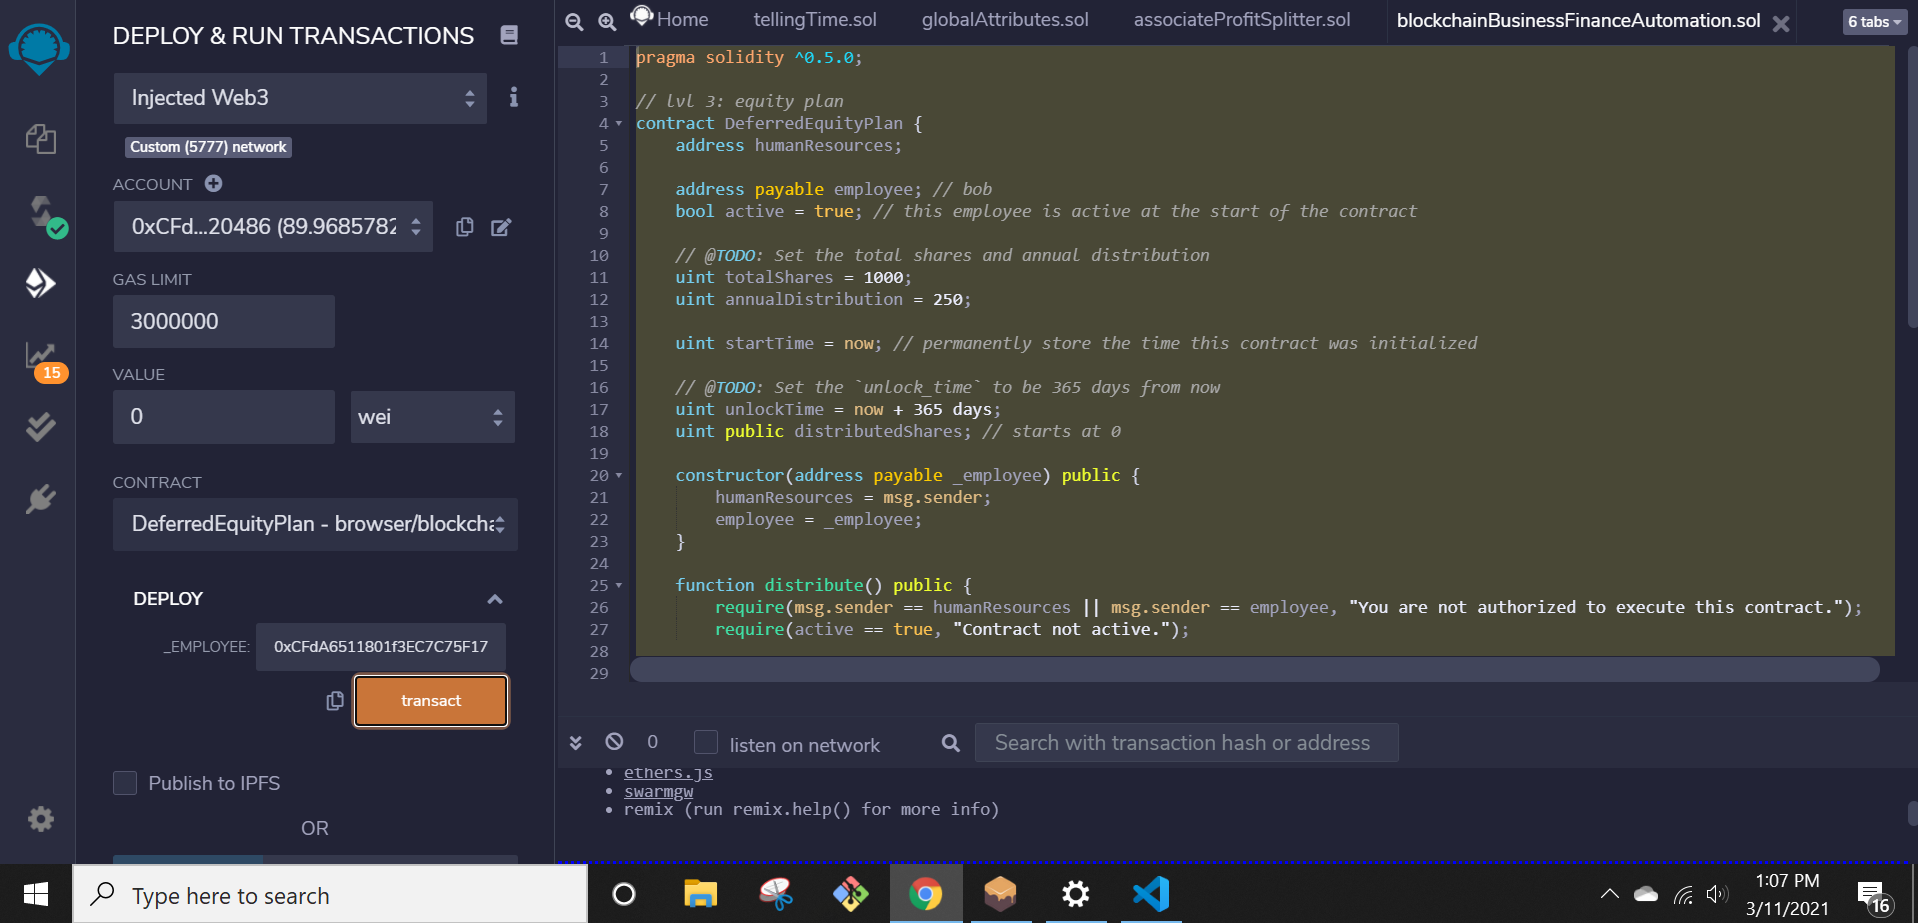 DEPLOY & RUN TRANSACTIONS
Injected Web3
Custom (5777) network
ACCOUNT
0xCFd...20486 (89.9685782
GAS LIMIT
3000000
VALUE
0
wei
CONTRACT
DeferredEquityPlan - browser/blockcha
DEPLOY
_EMPLOYEE: 0xCFdA6511801f3EC7C75F17
transact
Publish to IPFS
OR
15
Home tellingTime.sol globalAttributes.sol associateProfitSplitter.sol blockchainBusinessFinanceAutomation.sol 6 tabs
1 pragma solidity ^0.5.0;
2
3 // lvl 3: equity plan
4 contract DeferredEquityPlan {
5 address humanResources;
6
7 address payable employee; // bob
8 bool active = true; // this employee is active at the start of the contract
9
10 // @TODO: Set the total shares and annual distribution
11 uint totalShares = 1000;
12 uint annualDistribution = 250;
13
14 uint startTime = now; // permanently store the time this contract was initialized
15
16 // @TODO: Set the `unlock_time` to be 365 days from now
17 uint unlockTime = now + 365 days;
18 uint public distributedShares; // starts at 0
19
20 constructor(address payable _employee) public {
21 humanResources = msg.sender;
22 employee = _employee;
23 }
24
25 function distribute() public {
26 require(msg.sender == humanResources || msg.sender == employee, "You are not authorized to execute this contract.");
27 require(active == true, "Contract not active.");
28
29
0 listen on network Search with transaction hash or address
• ethers.js
• swarmgw
• remix (run remix.help() for more info)
Type here to search
1:07 PM
3/11/2021
16